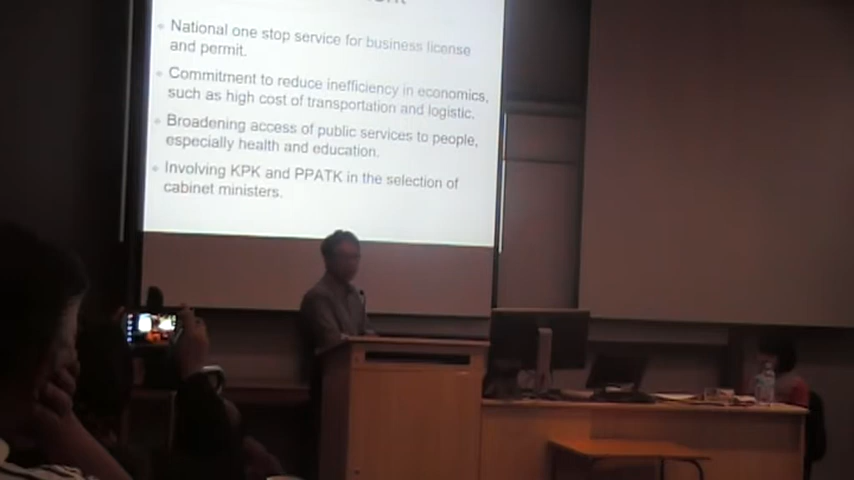 National one stop service for business license
and permit.
Commitment to reduce inefficiency in economics,
such as high cost of transportation and logistic.
Broadening access of public services to people,
especially health and education.
Involving KPK and PPATK in the selection of
cabinet ministers.